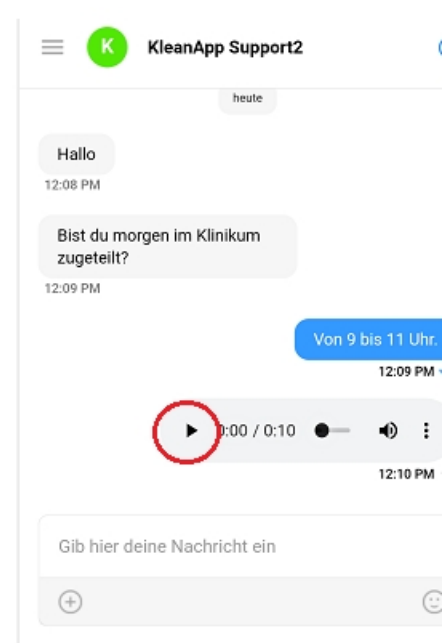 K
KleanApp Support2
heute
Hallo
12:08 PM
Bist du morgen im Klinikum
zugeteilt?
12:09 PM
Von 9 bis 11 Uhr.
12:09 PM
0:00 / 0:10
12:10 PM
Gib hier deine Nachricht ein